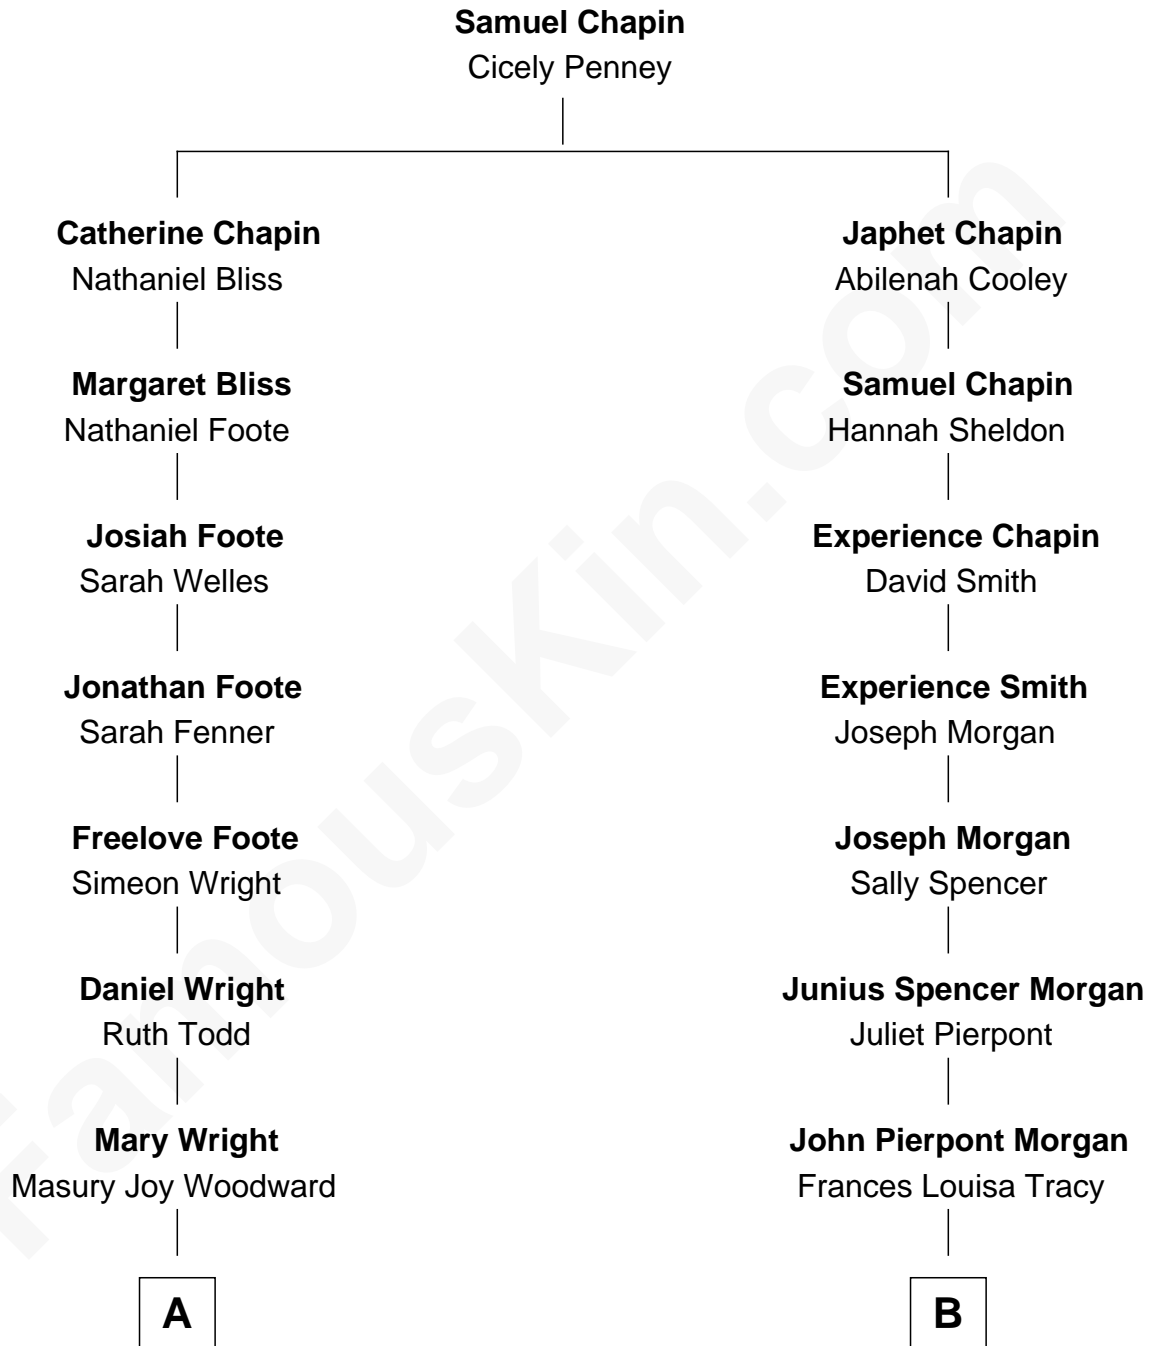 Samuel Chapin
Cicely Penney
Catherine Chapin
Nathaniel Bliss
Japhet Chapin
Abilenah Cooley
Margaret Bliss
Nathaniel Foote
Samuel Chapin
Hannah Sheldon
Josiah Foote
Sarah Welles
Experience Chapin
David Smith
Jonathan Foote
Sarah Fenner
Experience Smith
Joseph Morgan
Freelove Foote
Simeon Wright
Joseph Morgan
Sally Spencer
Daniel Wright
Ruth Todd
Junius Spencer Morgan
Juliet Pierpont
Mary Wright
Masury Joy Woodward
John Pierpont Morgan
Frances Louisa Tracy
A
B
FamousKin.com